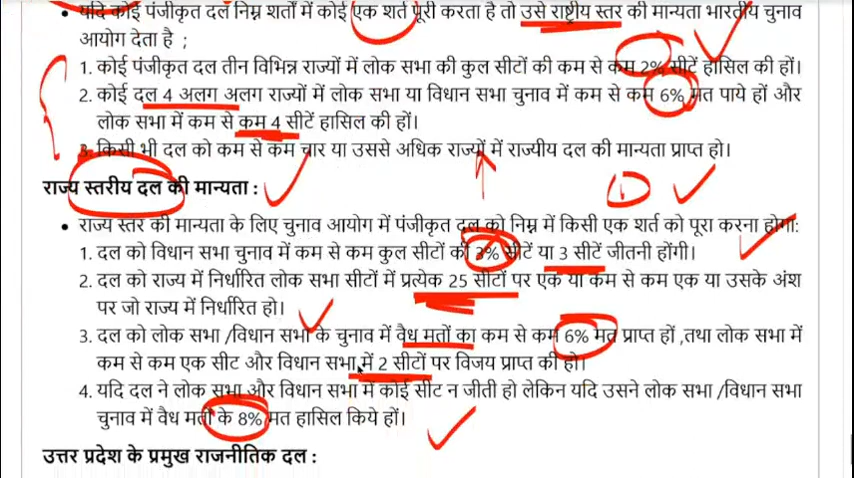 • यदि कोई पंजीकृत दल निम्न शर्तों में कोई एक शर्त पूरी करता है तो उसे राष्ट्रीय स्तर की मान्यता भारतीय चुनाव
आयोग देता है ;
1. कोई पंजीकृत दल तीन विभिन्न राज्यों में लोक सभा की कुल सीटों की कम से कम 2% सीटें हासिल की हों।
2. कोई दल 4 अलग अलग राज्यों में लोक सभा या विधान सभा चुनाव में कम से कम 6% मत पाये हों और
लोक सभा में कम से कम 4 सीटें हासिल की हों।
3. किसी भी दल को कम से कम चार या उससे अधिक राज्यों में राज्यीय दल की मान्यता प्राप्त हो।
राज्य स्तरीय दल की मान्यता :
• राज्य स्तर की मान्यता के लिए चुनाव आयोग में पंजीकृत दल को निम्न में किसी एक शर्त को पूरा करना होगा:
1. दल को विधान सभा चुनाव में कम से कम कुल सीटों की 3% सीटें या 3 सीटें जीतनी होंगी।
2. दल को राज्य में निर्धारित लोक सभा सीटों में प्रत्येक 25 सीटों पर एक या कम से कम एक या उसके अंश
पर जो राज्य में निर्धारित हो।
3. दल को लोक सभा /विधान सभा के चुनाव में वैध मतों का कम से कम 6% मत प्राप्त हों ,तथा लोक सभा में
कम से कम एक सीट और विधान सभा में 2 सीटों पर विजय प्राप्त की हो।
4. यदि दल ने लोक सभा और विधान सभा में कोई सीट न जीती हो लेकिन यदि उसने लोक सभा /विधान सभा
चुनाव में वैध मतों के 8% मत हासिल किये हों।
उत्तर प्रदेश के प्रमुख राजनीतिक दल :